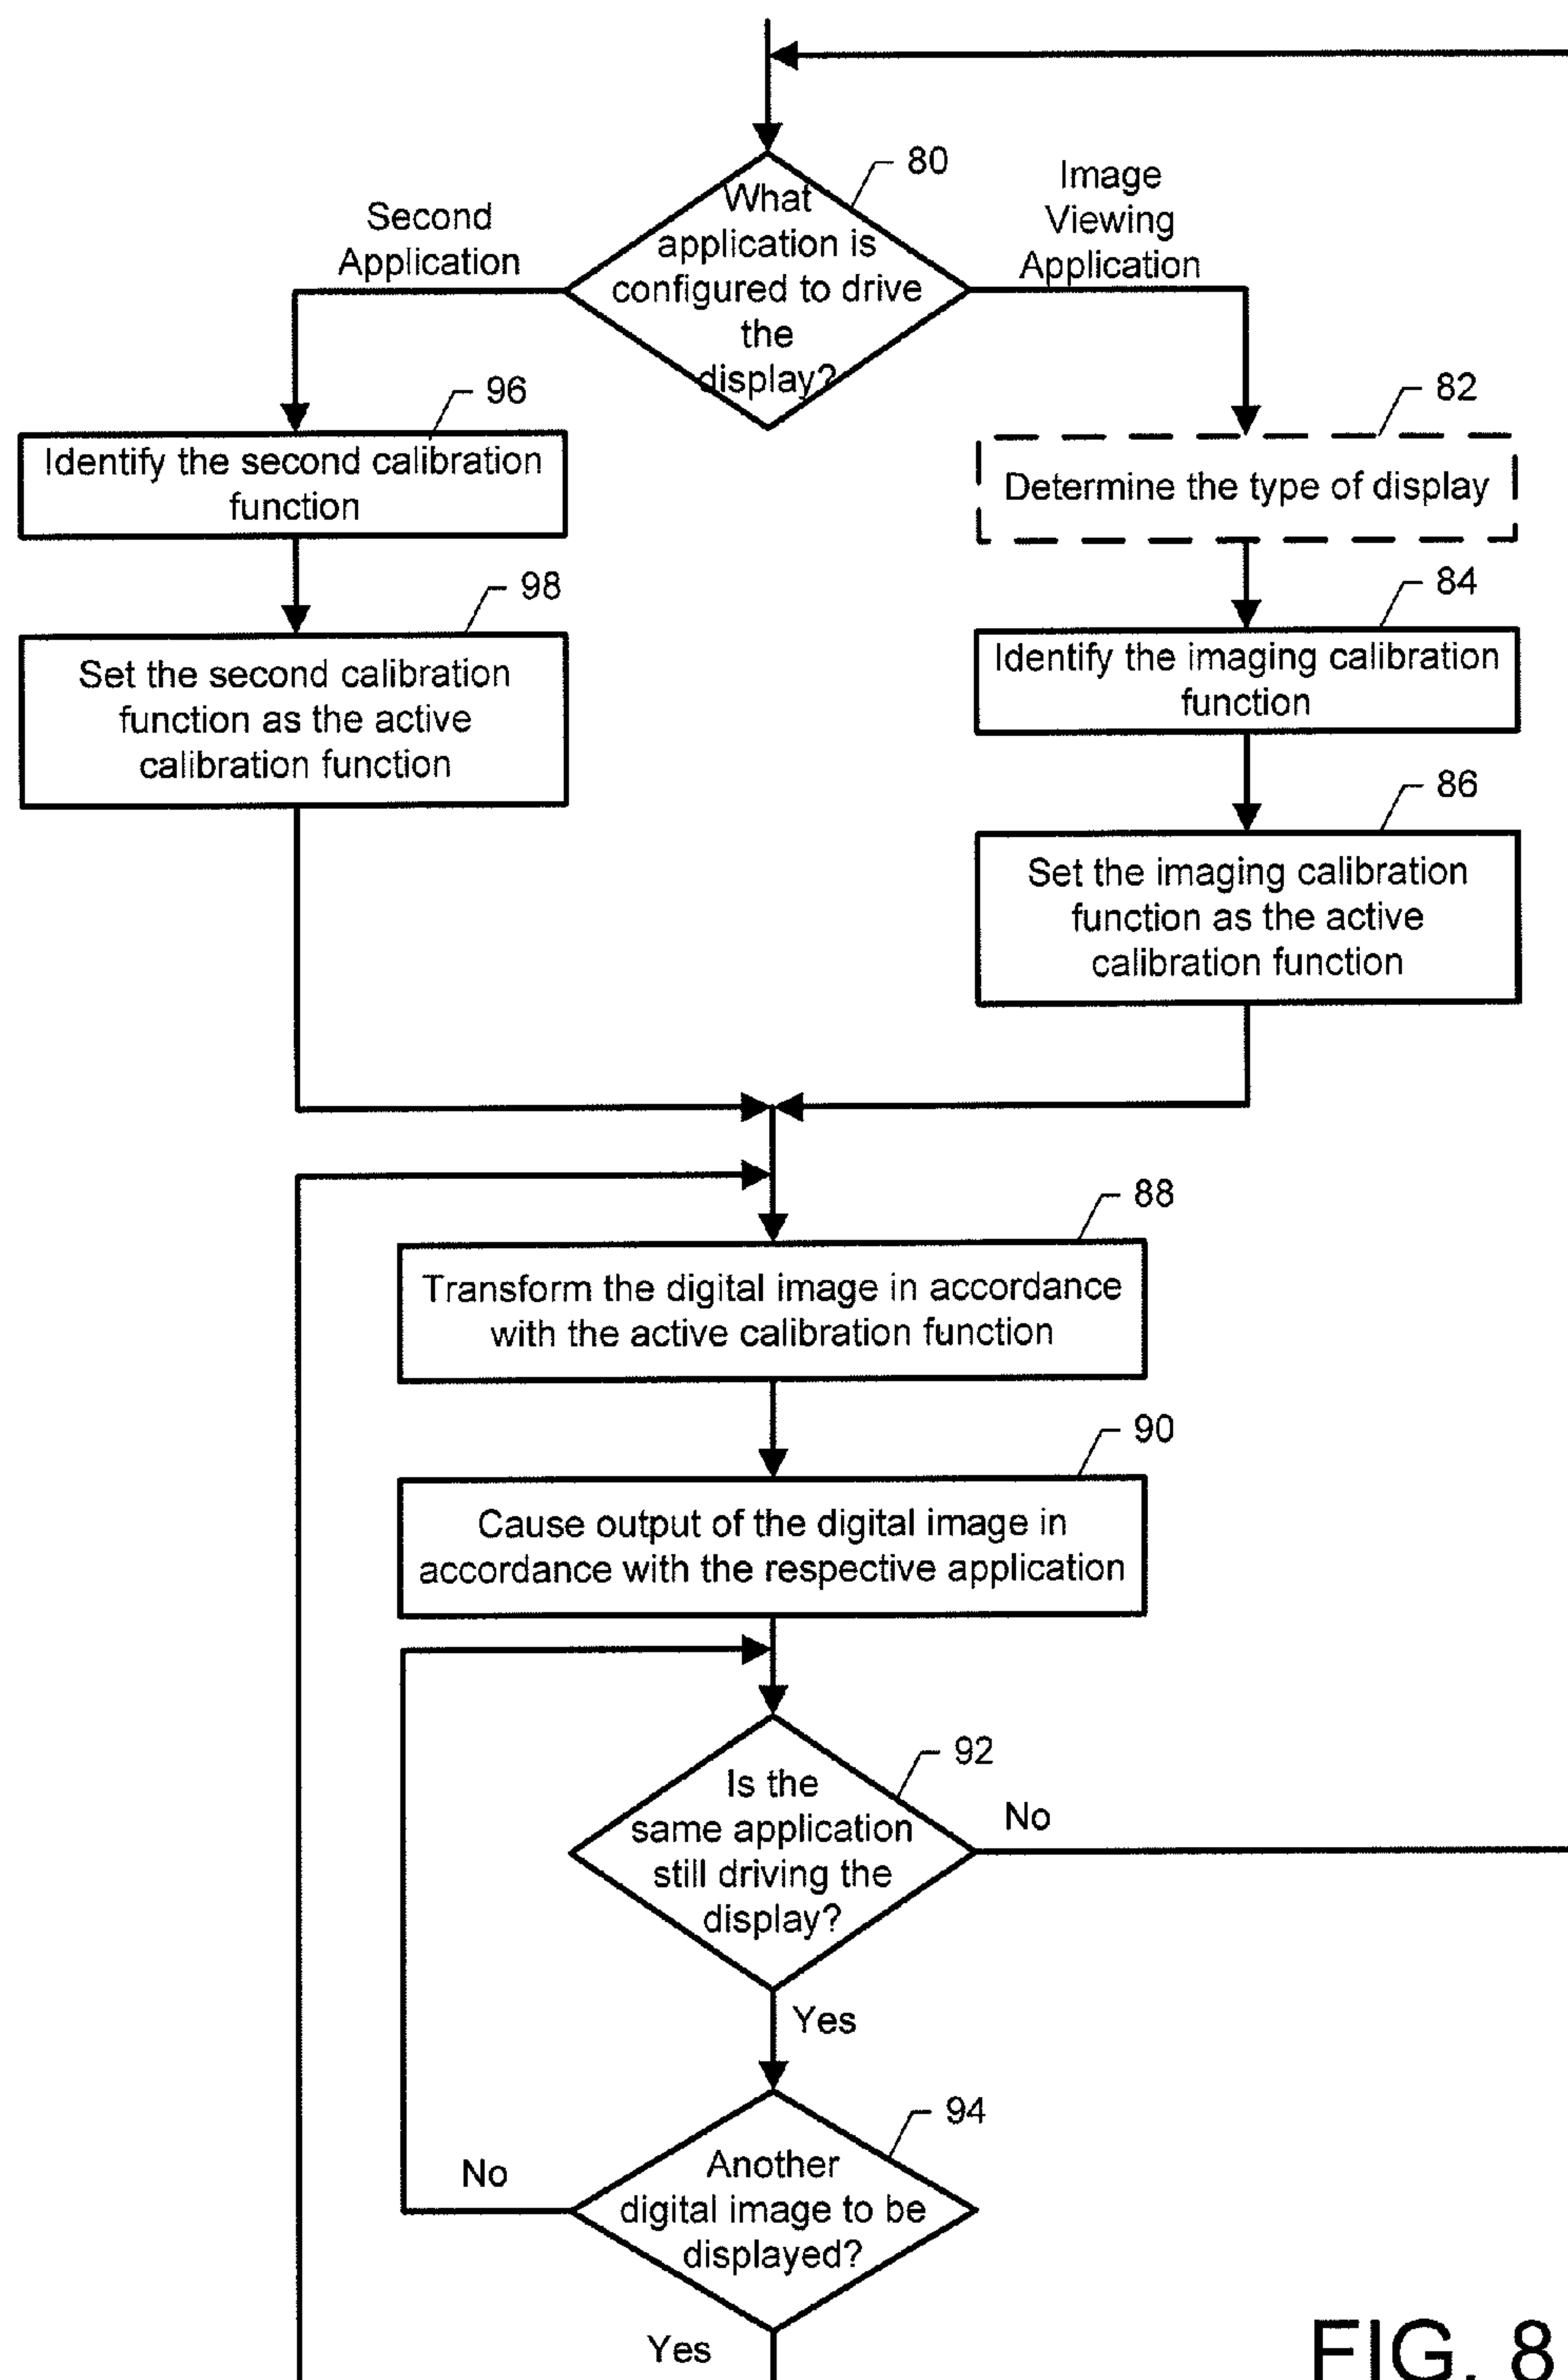 80
What
application is
configured to drive
the
display?
Second
Application
Image
Viewing
Application
96
Identify the second calibration
function
98
Set the second calibration
function as the active
calibration function
82
Determine the type of display
84
Identify the imaging calibration
function
86
Set the imaging calibration
function as the active
calibration function
88
Transform the digital image in accordance
with the active calibration function
90
Cause output of the digital image in
accordance with the respective application
92
Is the
same application
still driving the
display?
No
Yes
94
Another
digital image to be
displayed?
No
Yes
FIG. 8